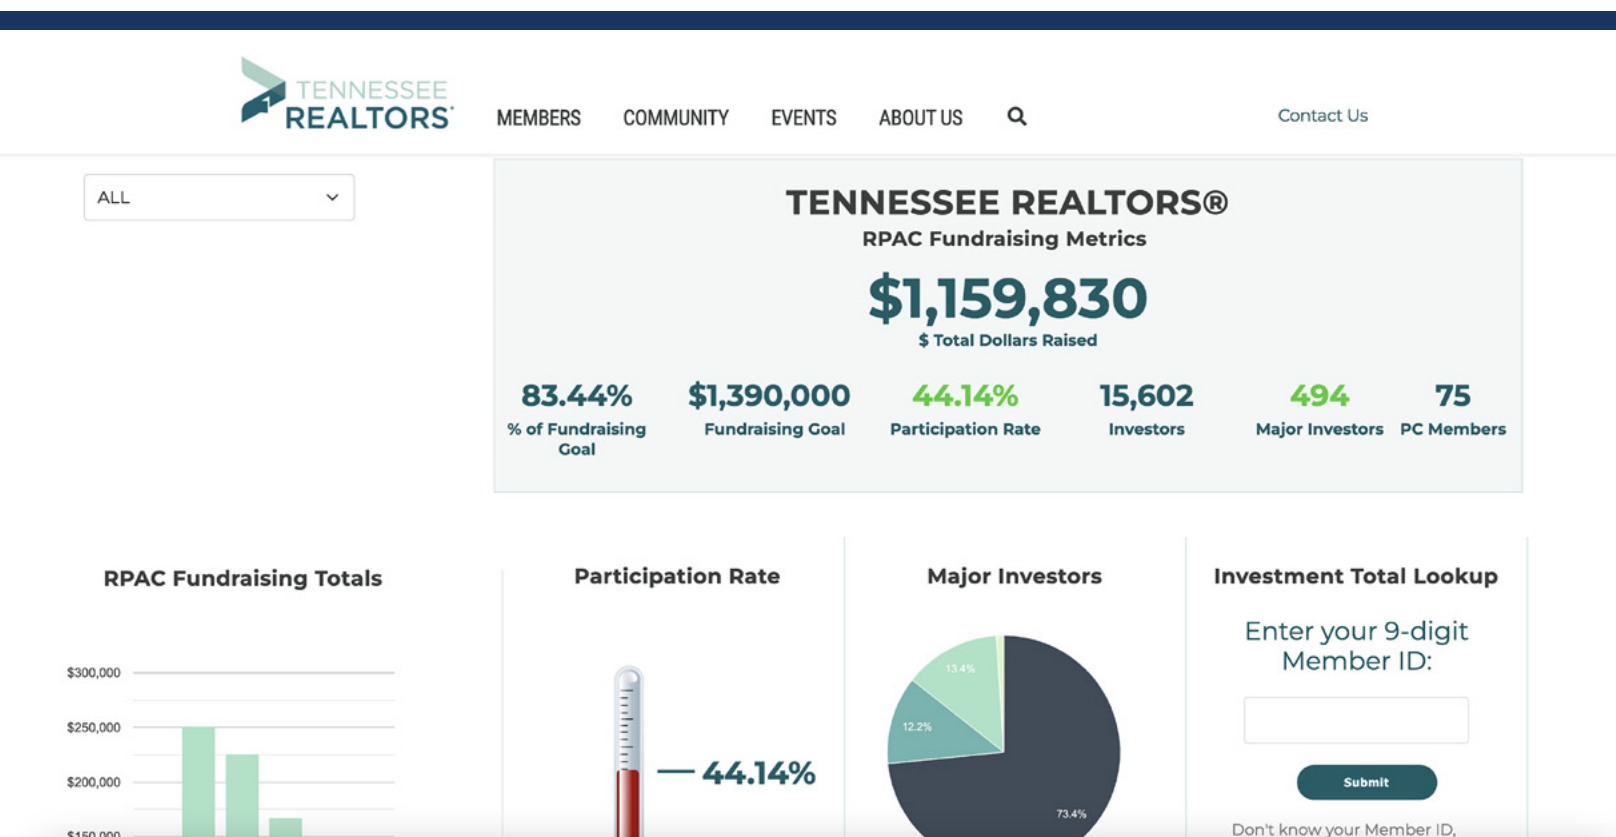 TENNESSEE
REALTORS®
MEMBERS COMMUNITY EVENTS ABOUT US
Contact Us
ALL
TENNESSEE REALTORS®
RPAC Fundraising Metrics
$1,159,830
$ Total Dollars Raised
83.44% $1,390,000 44.14% 15,602 494 75
% of Fundraising Goal Fundraising Goal Participation Rate Investors Major Investors PC Members
RPAC Fundraising Totals
$300,000
$250,000
$200,000
$150,000
Participation Rate
44.14%
Major Investors
13.4%
12.2%
73.4%
Investment Total Lookup
Enter your 9-digit
Member ID:
Submit
Don't know your Member ID,